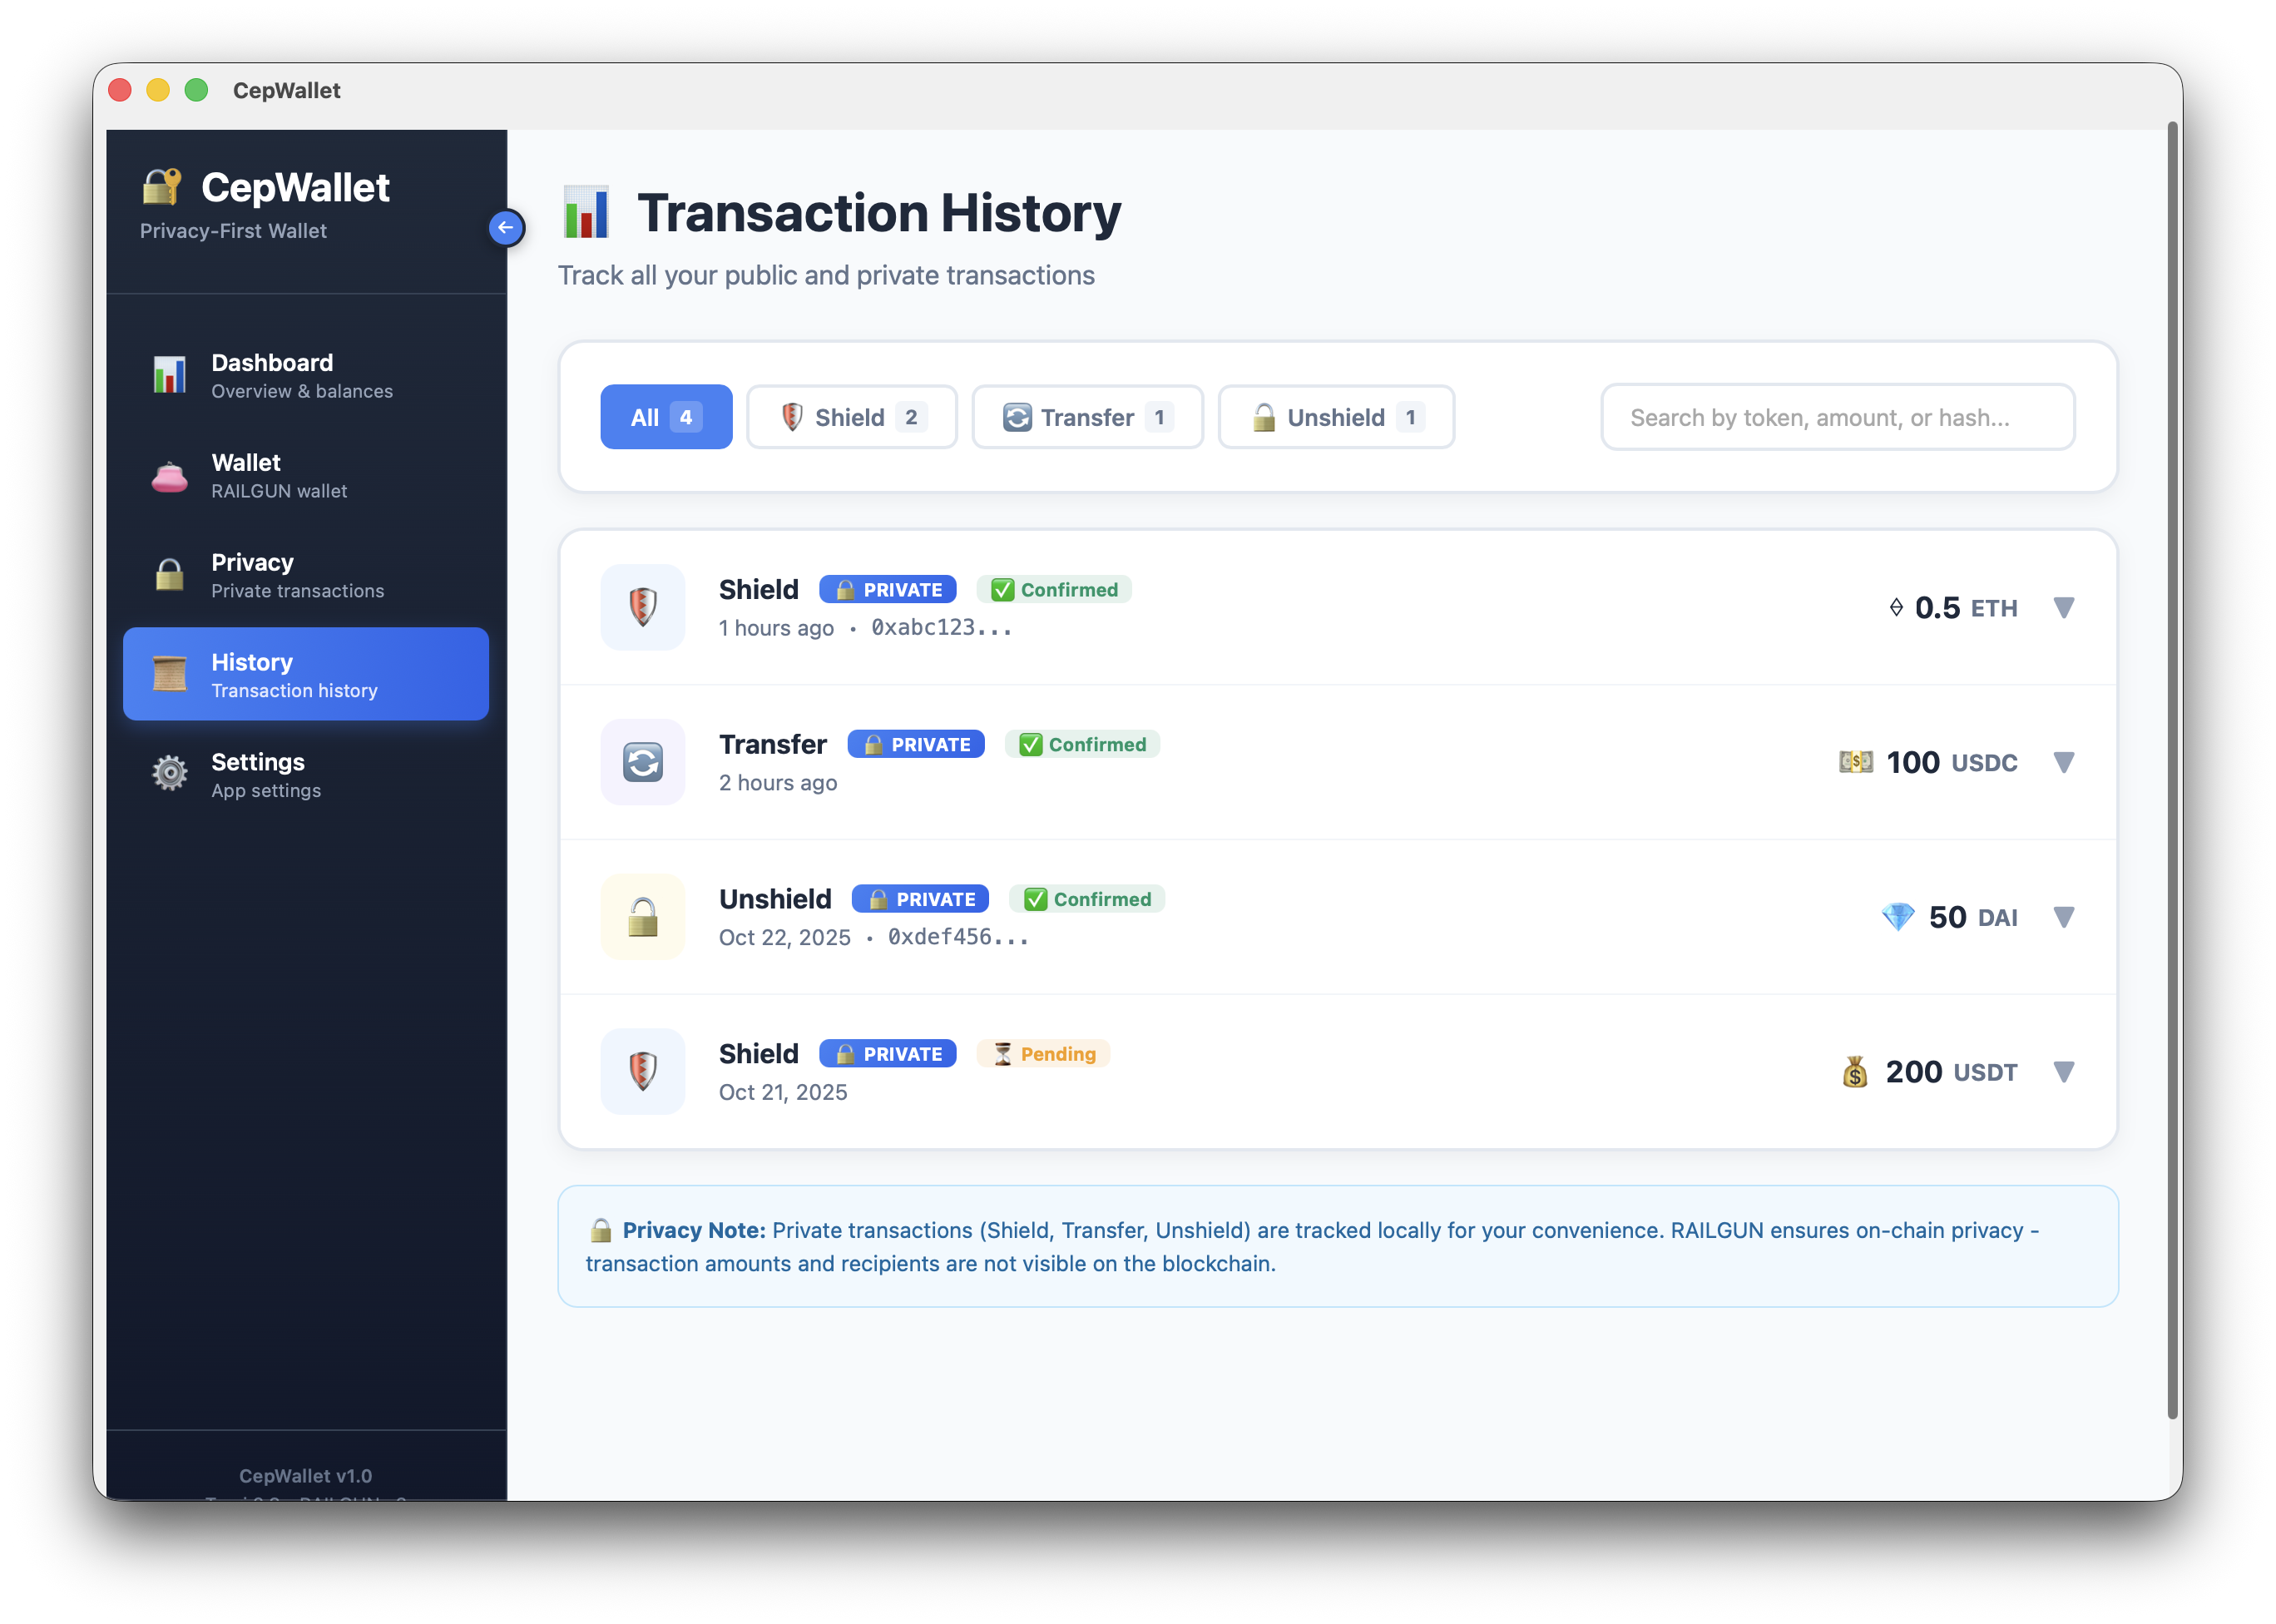 CepWallet
CepWallet
Privacy-First Wallet
Dashboard
Overview & balances
Wallet
RAILGUN wallet
Privacy
Private transactions
History
Transaction history
Settings
App settings
CepWallet v1.0
Transaction History
Track all your public and private transactions
All 4 Shield 2 Transfer 1 Unshield 1 Search by token, amount, or hash...
Shield PRIVATE Confirmed
1 hours ago • 0xabc123...
0.5 ETH
Transfer PRIVATE Confirmed
2 hours ago
100 USDC
Unshield PRIVATE Confirmed
Oct 22, 2025 • 0xdef456...
50 DAI
Shield PRIVATE Pending
Oct 21, 2025
200 USDT
Privacy Note: Private transactions (Shield, Transfer, Unshield) are tracked locally for your convenience. RAILGUN ensures on-chain privacy -
transaction amounts and recipients are not visible on the blockchain.